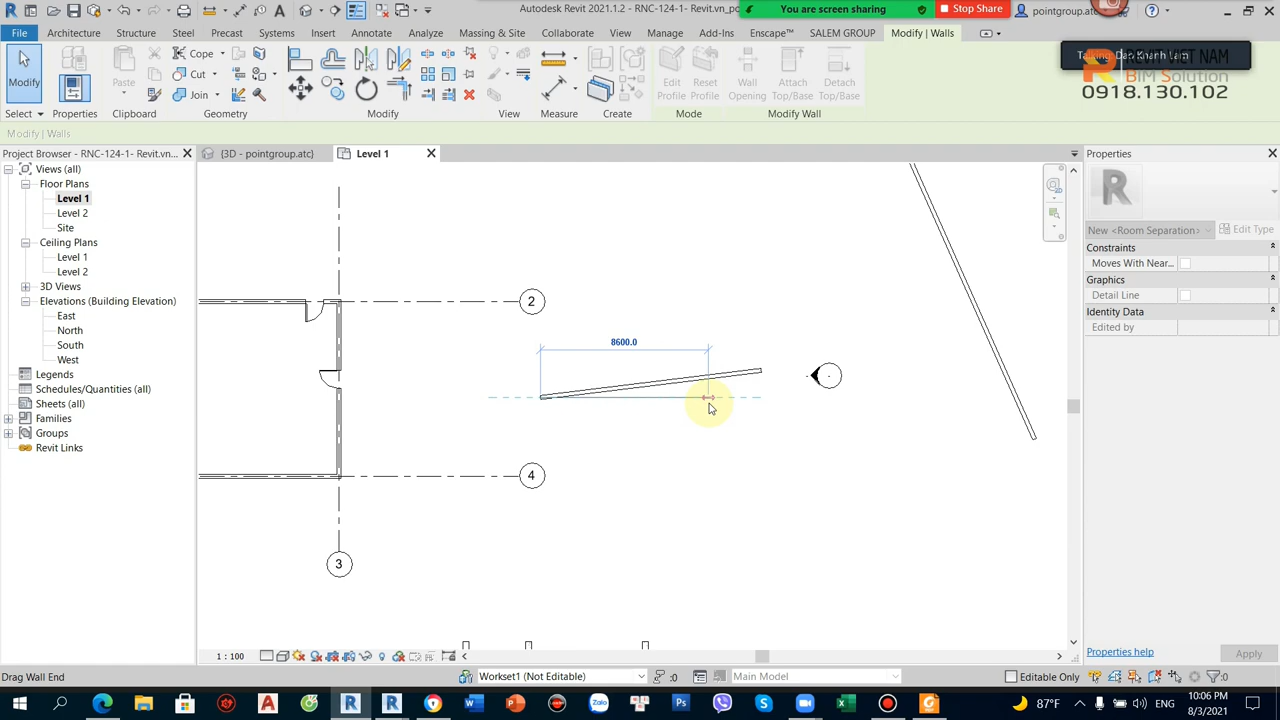 Autodesk Revit 2021.1.2 - RNC-124-1- Revit.vn_po
You are screen sharing
Stop Share
pointgroup.atc
File
Architecture
Structure
Steel
Precast
Systems
Insert
Annotate
Analyze
Massing & Site
Collaborate
View
Manage
Add-Ins
Enscape™
SALEM GROUP
Modify | Walls
Talking: Dao Khanh Lam
REVIT VIET NAM
BIM Solution
0918.130.102
Modify
Paste
Cope
Cut
Join
Edit
Profile
Reset
Profile
Wall
Opening
Attach
Top/Base
Detach
Top/Base
Select
Properties
Clipboard
Geometry
Modify
View
Measure
Create
Mode
Modify Wall
Modify | Walls
Project Browser - RNC-124-1- Revit.vn...
(3D - pointgroup.atc)
Level 1
Properties
Views (all)
Floor Plans
Level 1
Level 2
Site
Ceiling Plans
Level 1
Level 2
3D Views
Elevations (Building Elevation)
East
North
South
West
Legends
Schedules/Quantities (all)
Sheets (all)
Families
Groups
Revit Links
2
8600.0
4
3
New <Room Separation>
Edit Type
Constraints
Moves With Near...
Graphics
Detail Line
Identity Data
Edited by
Properties help
Apply
1 : 100
Drag Wall End
Workset1 (Not Editable)
:0
Main Model
Editable Only
:0
87°F
10:06 PM
8/3/2021